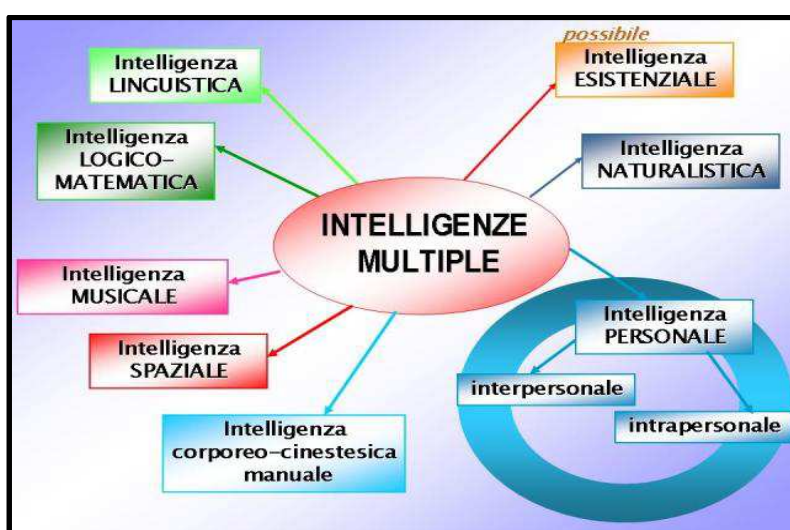 INTELLIGENZE
MULTIPLE
Intelligenza
LINGUISTICA
Intelligenza
LOGICO-
MATEMATICA
Intelligenza
MUSICALE
Intelligenza
SPAZIALE
Intelligenza
corporeo-cinestesica
manuale
possibile
Intelligenza
ESISTENZIALE
Intelligenza
NATURALISTICA
Intelligenza
PERSONALE
interpersonale
intrapersonale